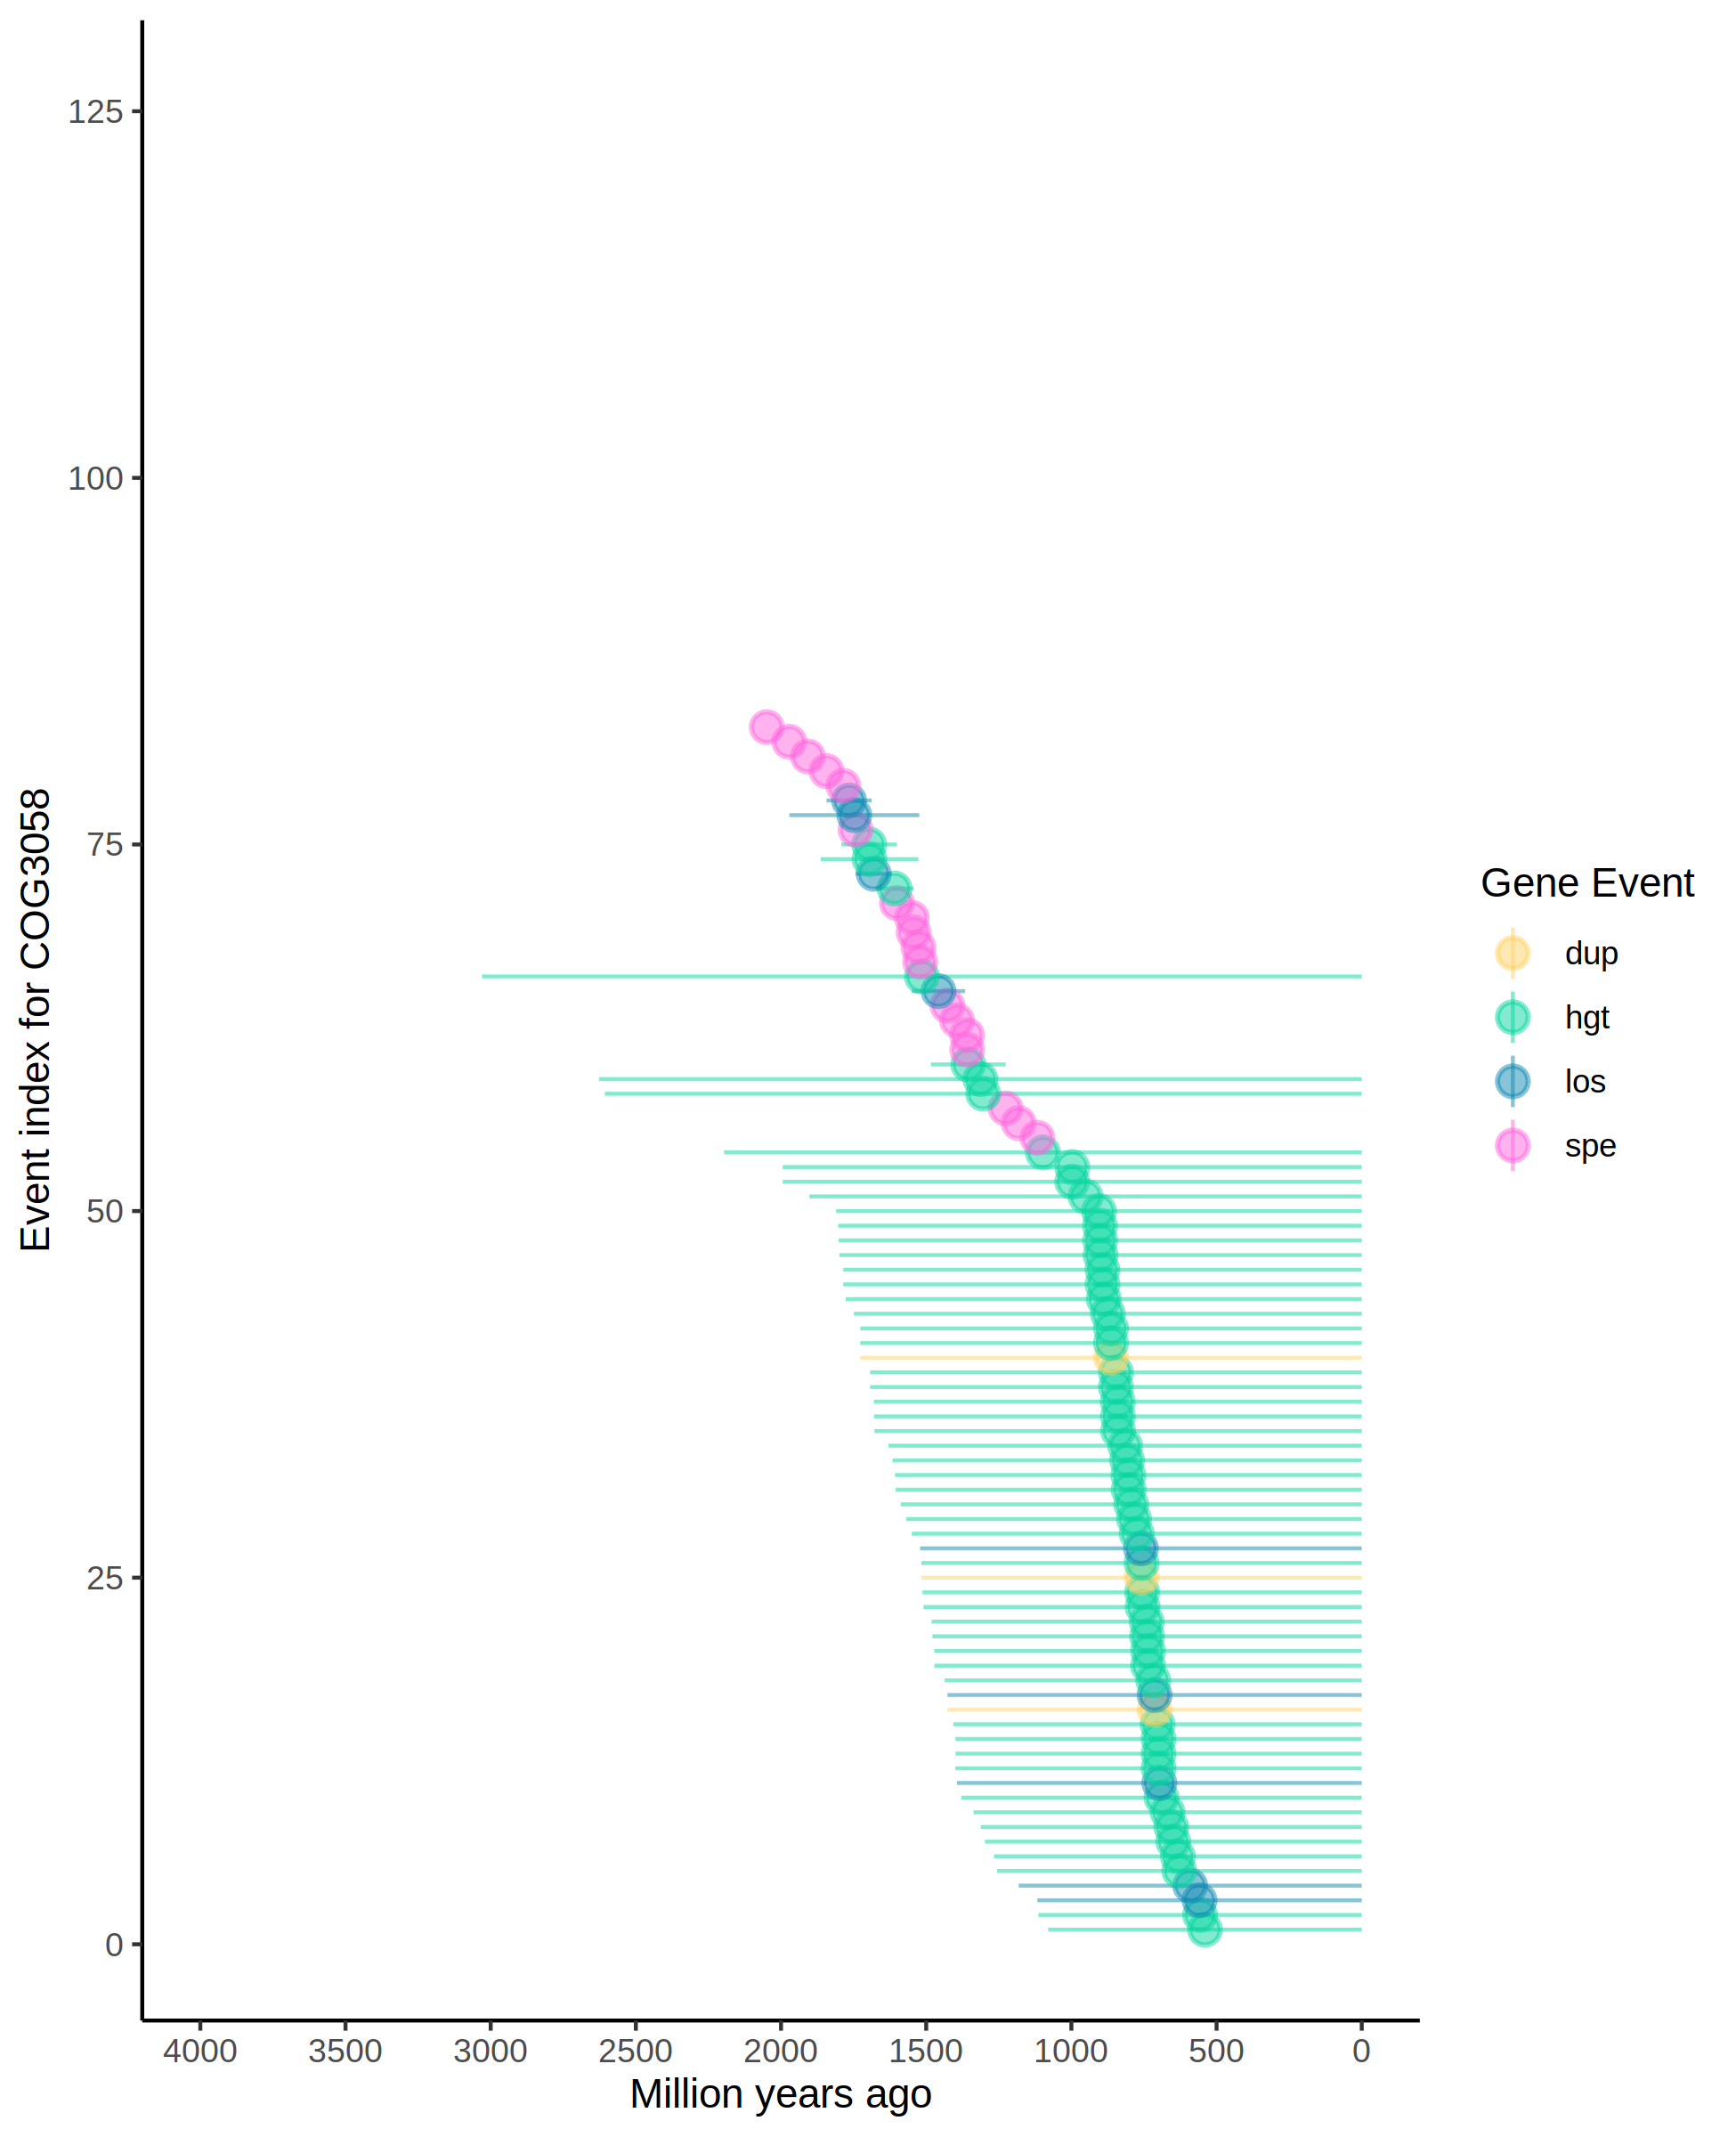 125
100
75
50
25
0
Event index for COG3058
4000 3500 3000 2500 2000 1500 1000 500 0
Million years ago
Gene Event
dup
hgt
los
spe